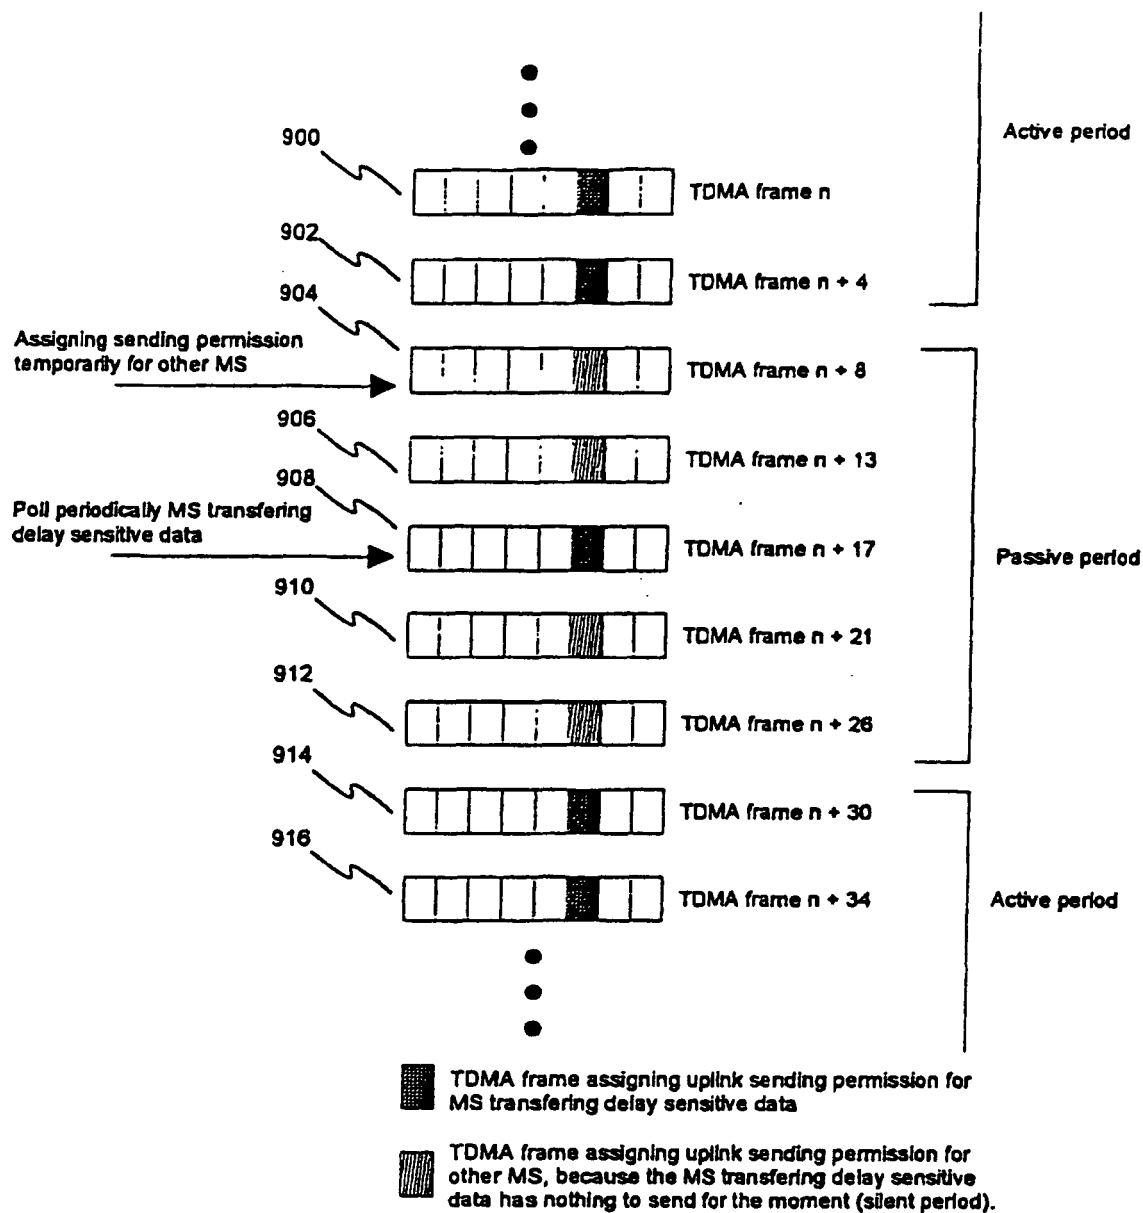 Active period
900
TDMA frame n
902
TDMA frame n + 4
904
Assigning sending permission
temporarily for other MS
TDMA frame n + 8
906
TDMA frame n + 13
908
Poll periodically MS transfering
delay sensitive data
TDMA frame n + 17
Passive period
910
TDMA frame n + 21
912
TDMA frame n + 26
914
TDMA frame n + 30
916
TDMA frame n + 34
Active period
TDMA frame assigning uplink sending permission for
MS transfering delay sensitive data
TDMA frame assigning uplink sending permission for
other MS, because the MS transfering delay sensitive
data has nothing to send for the moment (silent period).